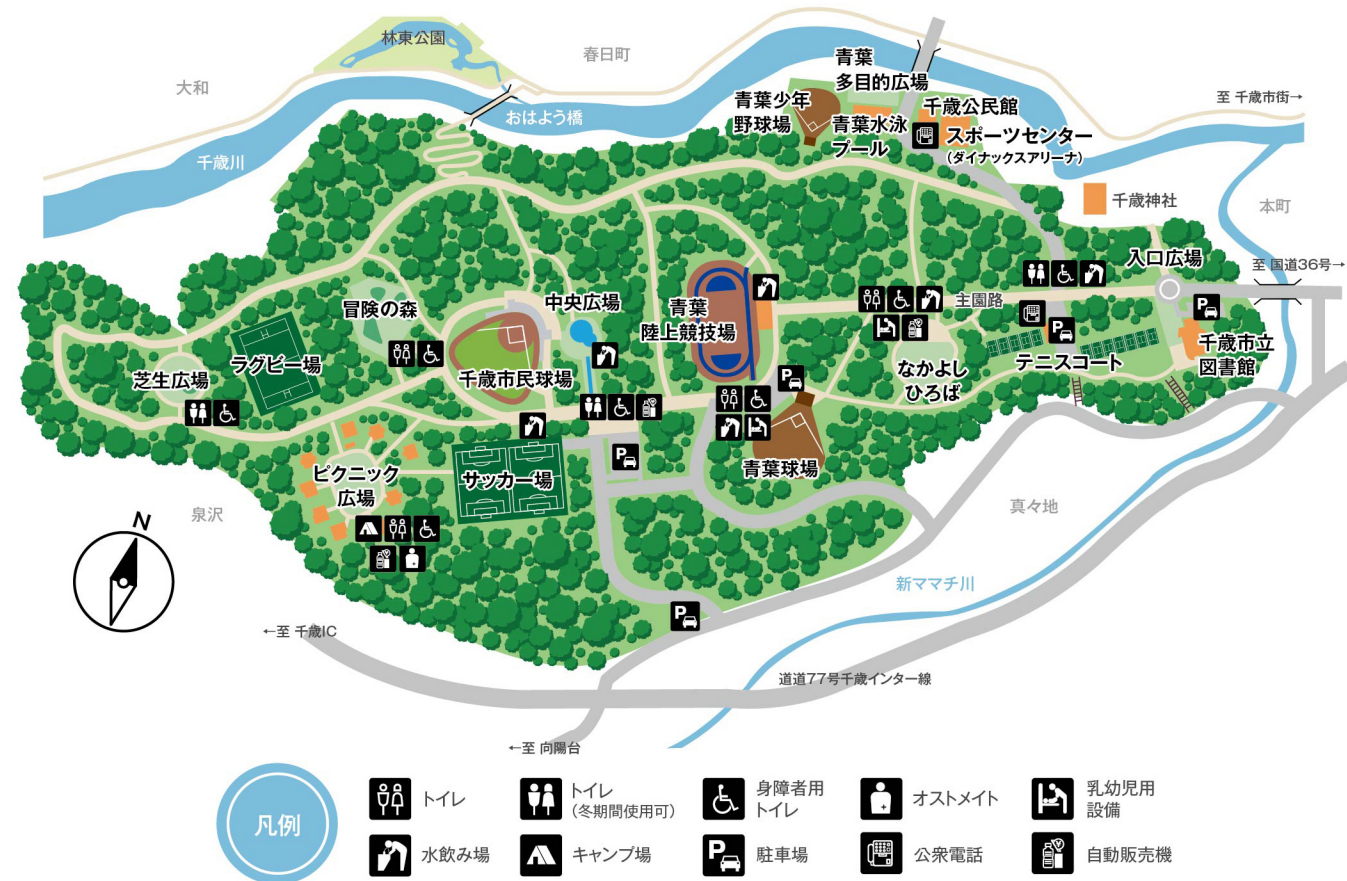 林東公園
春日町
大和
おはよう橋
千歳川
青葉
多目的広場
青葉少年
野球場
青葉水泳
プール
千歳公民館
スポーツセンター
(ダイナックスアリーナ)
至 千歳市街→
千歳神社
本町
入口広場
至 国道36号→
主園路
冒険の森
中央広場
青葉
陸上競技場
P
P
千歳市立
図書館
テニスコート
なかよし
ひろば
ラグビー場
芝生広場
千歳市民球場
P
ピクニック
広場
サッカー場
P
青葉球場
泉沢
真々地
N
新ママチ川
P
←至 千歳IC
道道77号千歳インター線
←至 向陽台
凡例
トイレ
トイレ
(冬期間使用可)
身障者用
トイレ
オストメイト
乳幼児用
設備
水飲み場
キャンプ場
P
駐車場
公衆電話
自動販売機